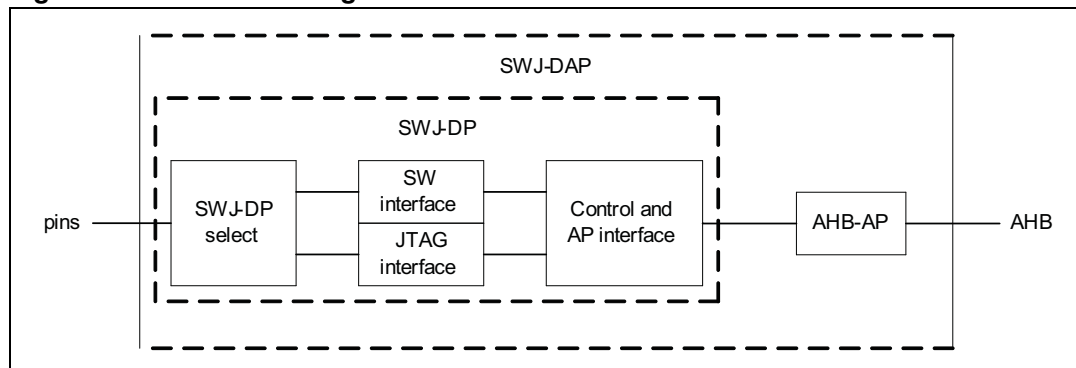 SWJ-DAP
SWJ-DP
pins
SWJ-DP
select
SW
interface
JTAG
interface
Control and
AP interface
AHB-AP
AHB